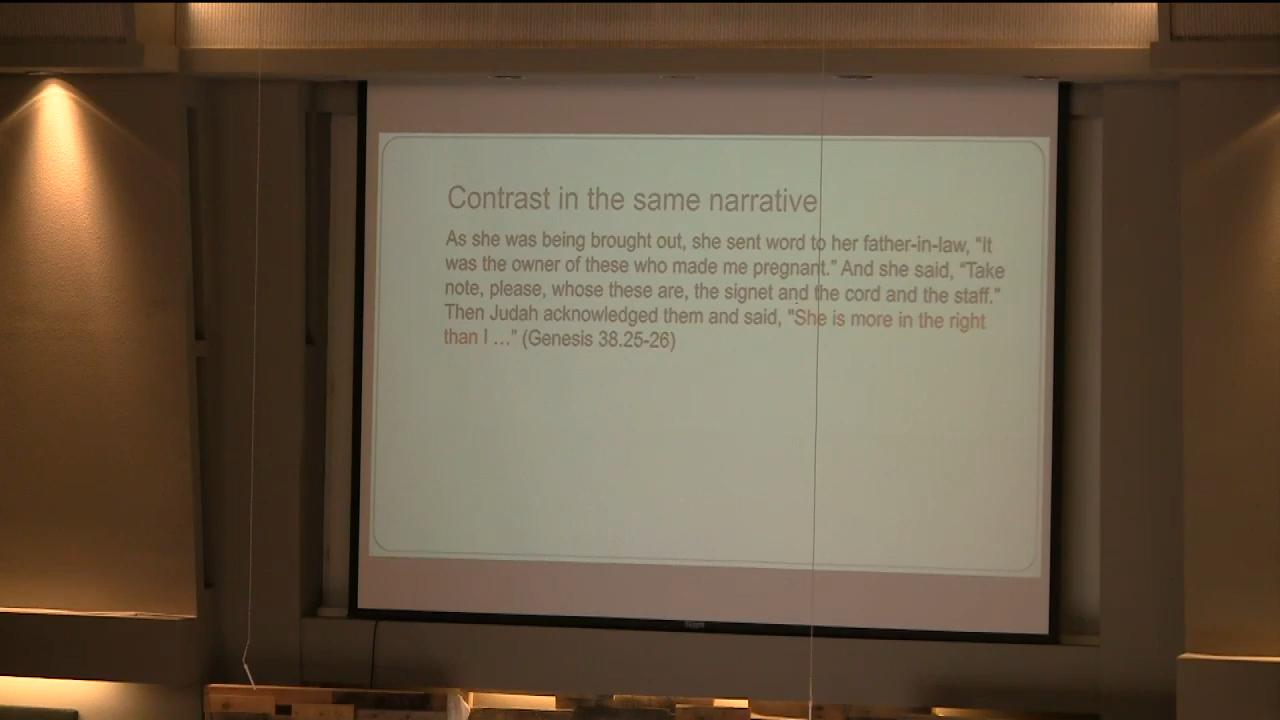 Contrast in the same narrative
As she was being brought out, she sent word to her father-in-law, “It
was the owner of these who made me pregnant.” And she said, “Take
note, please, whose these are, the signet and the cord and the staff.”
Then Judah acknowledged them and said, “She is more in the right
than I …” (Genesis 38.25-26)